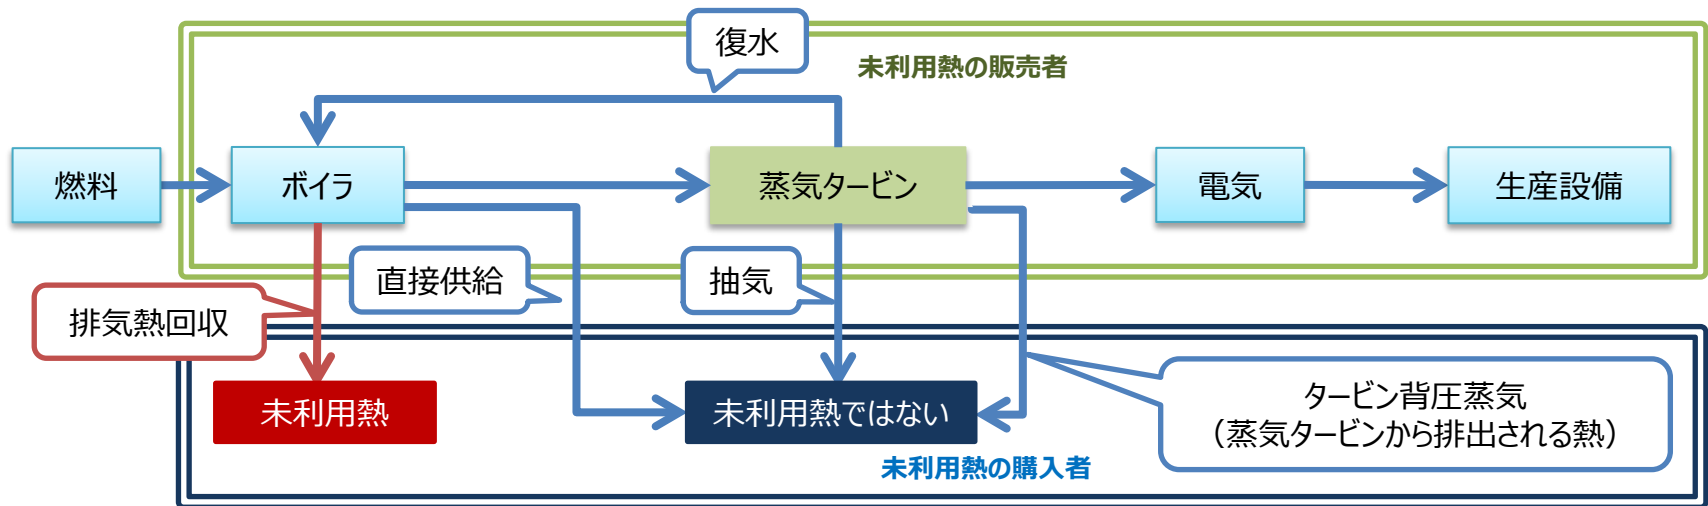 復水
未利用熱の販売者
燃料
ボイラ
蒸気タービン
電気
生産設備
直接供給
抽気
排気熱回収
未利用熱
未利用熱ではない
タービン背圧蒸気
（蒸気タービンから排出される熱）
未利用熱の購入者